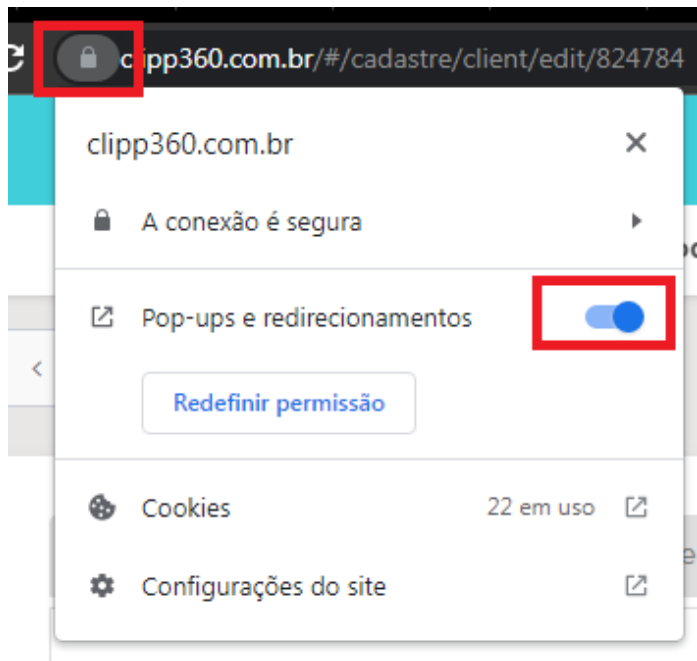 clipp360.com.br/#/cadastre/client/edit/824784
clipp360.com.br
A conexão é segura
Pop-ups e redirecionamentos
Redefinir permissão
Cookies 22 em uso
Configurações do site